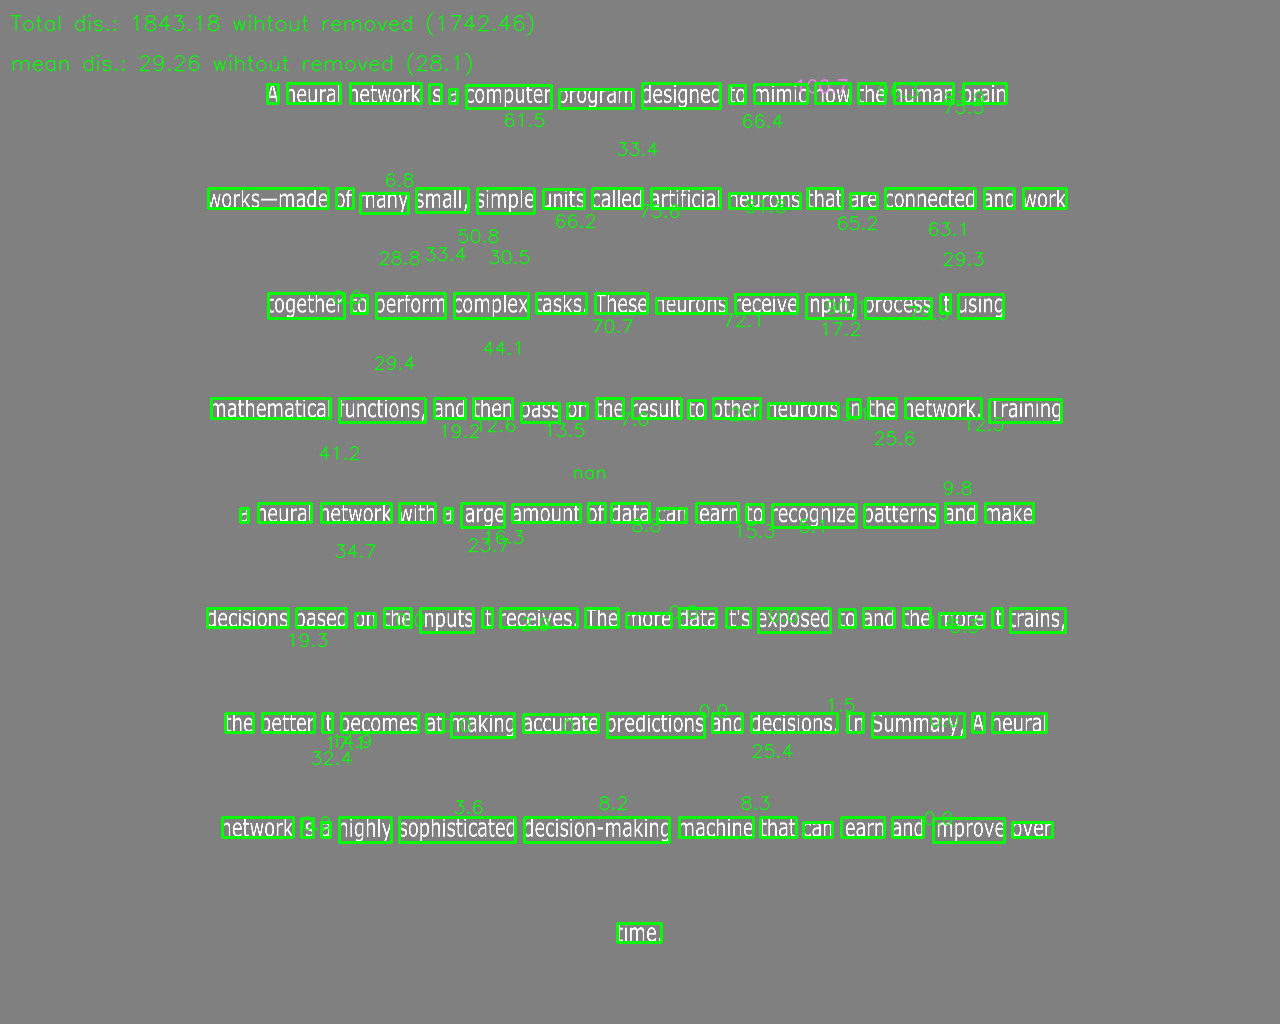 Total dis.: 1843.18 wihtout removed (1742.46)
mean dis.: 29.26 wihtout removed (28.1)
A neural network is a computer program designed to mimic how the human brain
61.5 66.4
33.4
6.8
works—made of many small, simple units called artificial neurons that are connected and work
66.2 73.6 65.2 63.1
50.8
28.8 33.4 30.5 29.3
together to perform complex tasks. These neurons receive input, process it using
70.7 72.1 17.2
44.1
29.4
mathematical functions, and then pass on the result to other neurons in the network. Training
19.2 12.6 13.5 7.6 25.6 12.3
41.2
nan
9.8
a neural network with a large amount of data can learn to recognize patterns and make
34.7 23.7 15.3
decisions based on the inputs it receives. The more data it's exposed to and the more it trains,
19.3
1.5
the better it becomes at making accurate predictions and decisions. In Summary, A neural
32.4 25.4
3.6 8.2 8.3
network is a highly sophisticated decision-making machine that can learn and improve over
time.